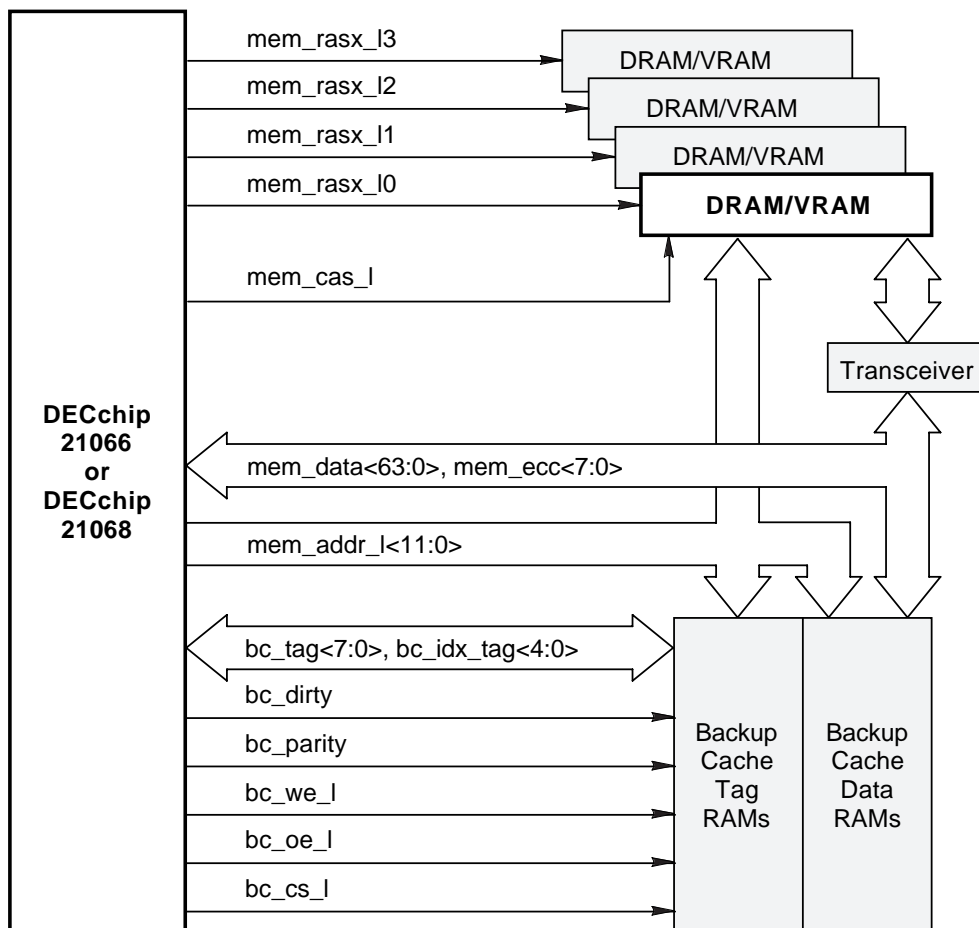 mem_rasx_l3
DRAM/VRAM
mem_rasx_l2
DRAM/VRAM
mem_rasx_l1
DRAM/VRAM
mem_rasx_l0
DRAM/VRAM
mem_cas_l
Transceiver
DECchip
21066
or
DECchip
21068
mem_data<63:0>, mem_ecc<7:0>
mem_addr_l<11:0>
bc_tag<7:0>, bc_idx_tag<4:0>
bc_dirty
bc_parity
bc_we_l
bc_oe_l
bc_cs_l
Backup
Cache
Tag
RAMs
Backup
Cache
Data
RAMs